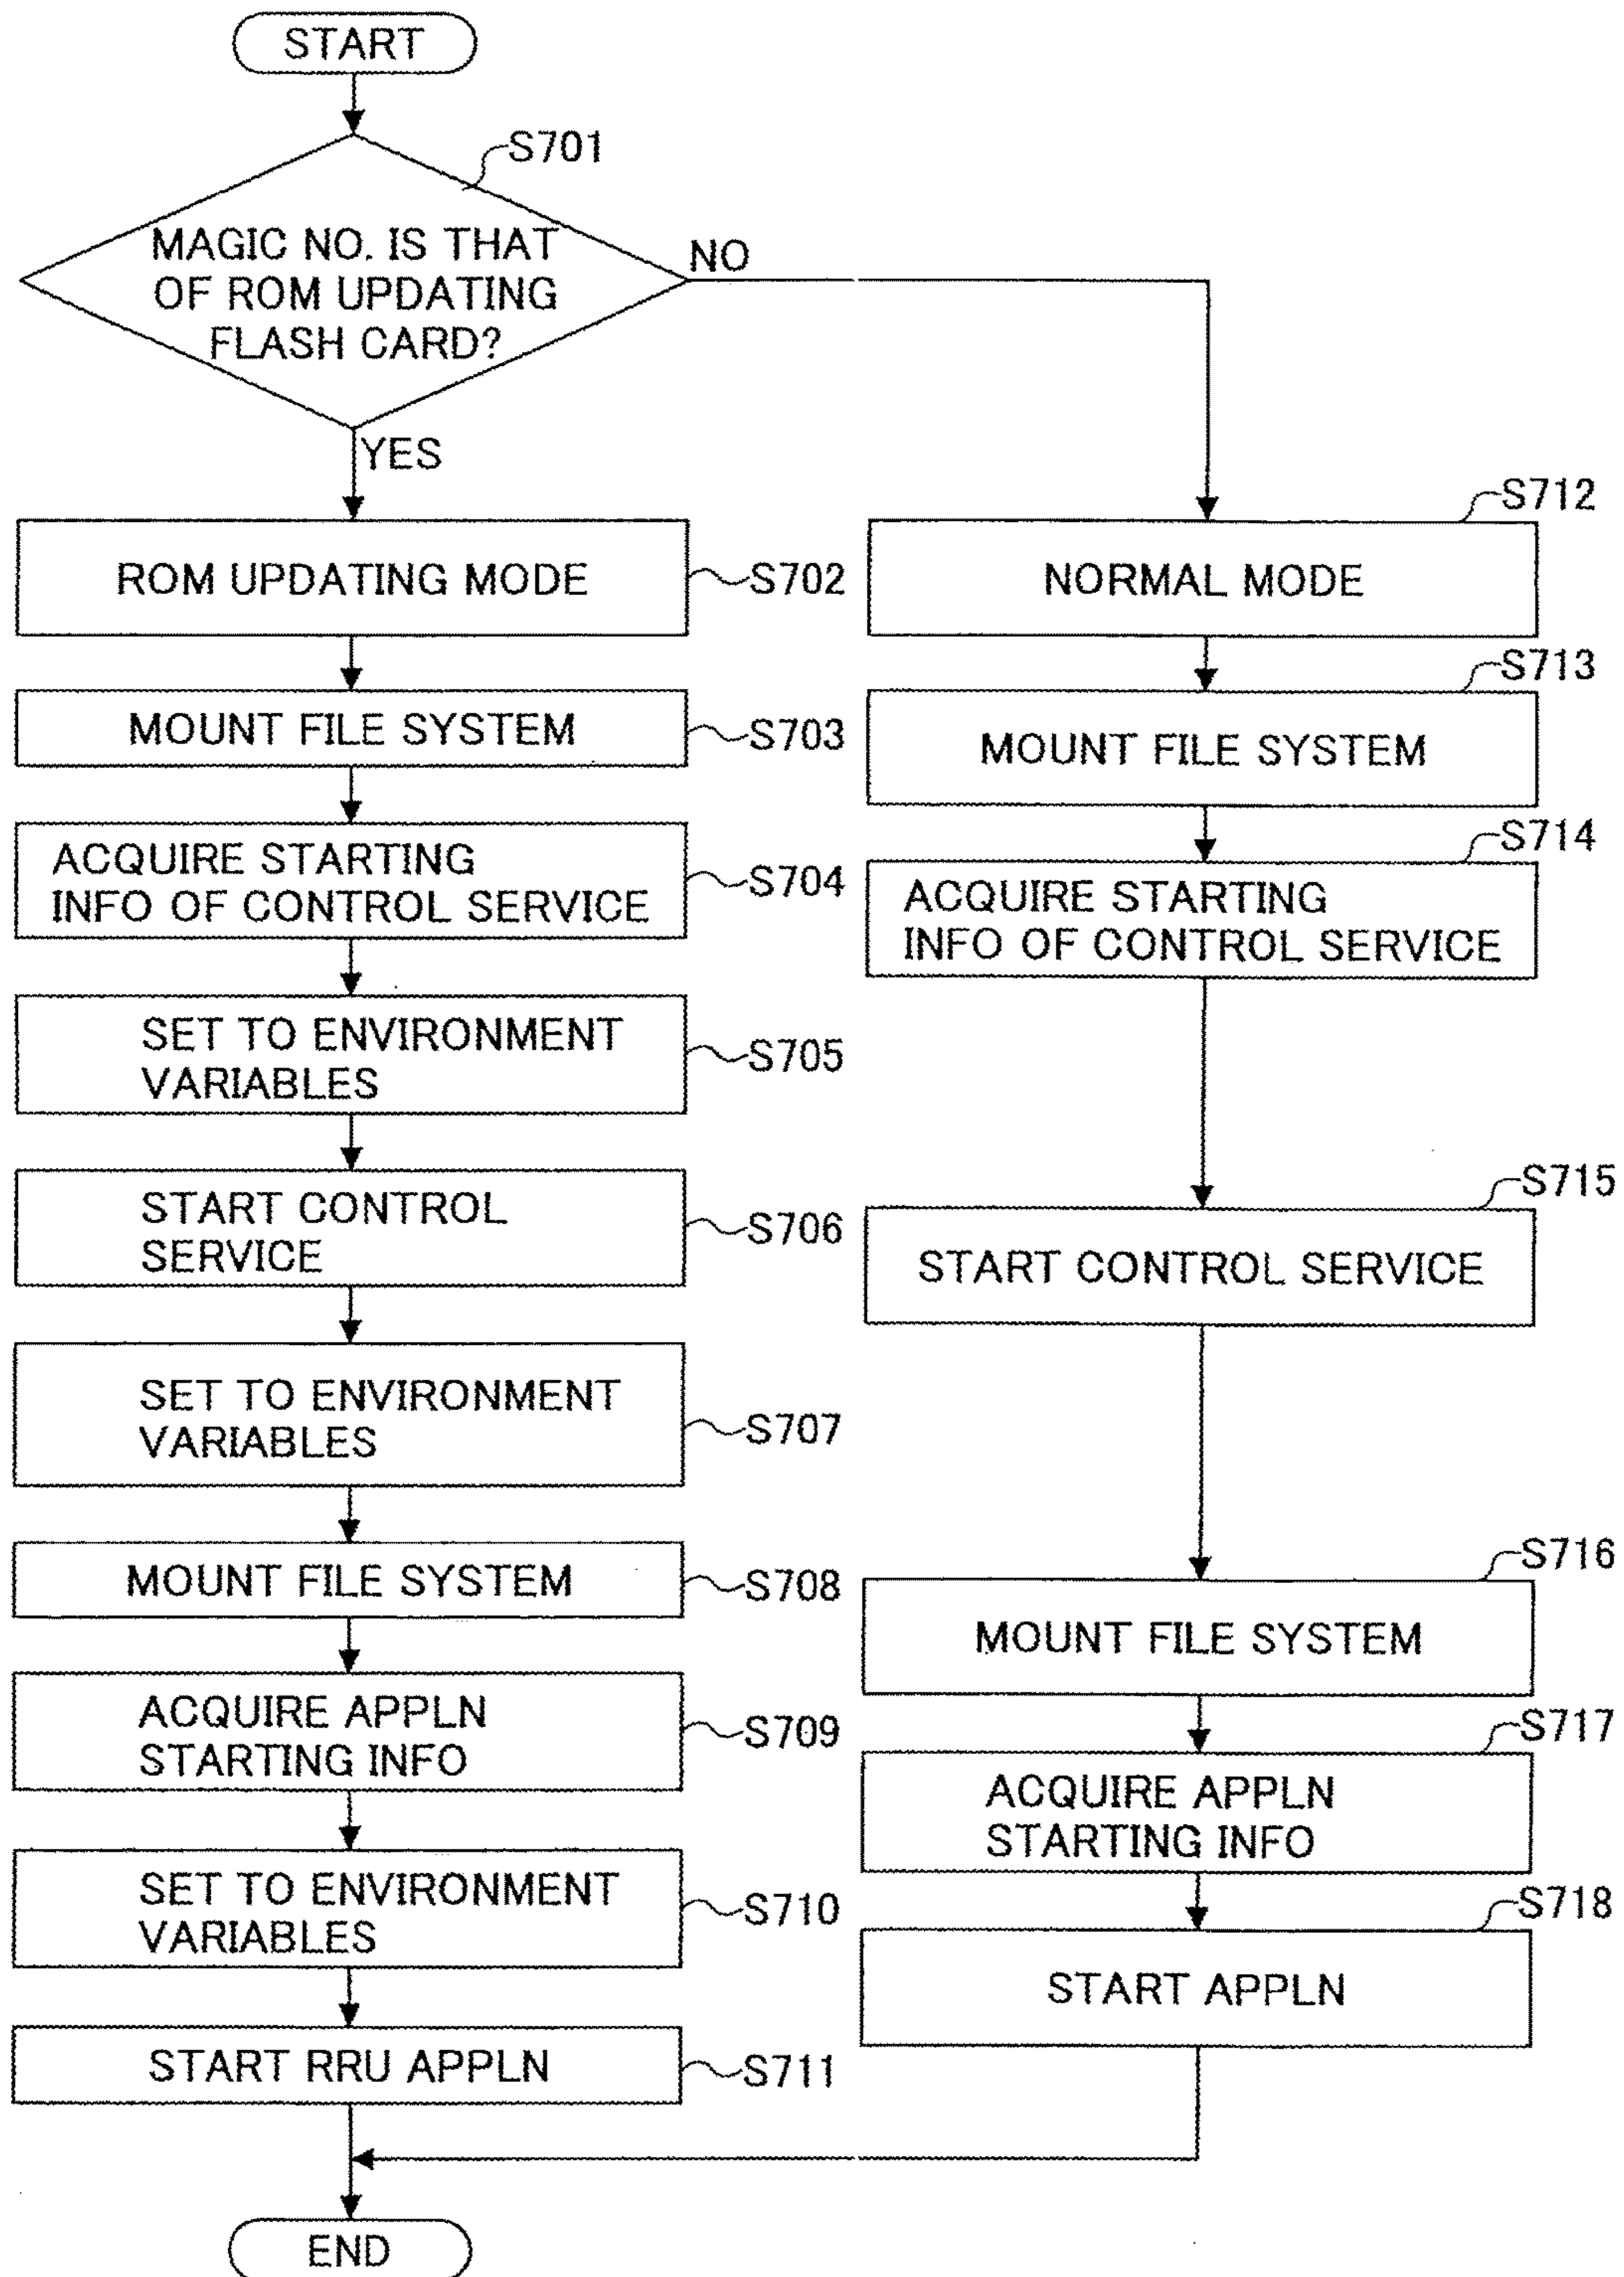 START
S701
MAGIC NO. IS THAT
OF ROM UPDATING
FLASH CARD?
NO
YES
ROM UPDATING MODE
S702
MOUNT FILE SYSTEM
S703
ACQUIRE STARTING
INFO OF CONTROL SERVICE
S704
SET TO ENVIRONMENT
VARIABLES
S705
START CONTROL
SERVICE
S706
SET TO ENVIRONMENT
VARIABLES
S707
MOUNT FILE SYSTEM
S708
ACQUIRE APPLN
STARTING INFO
S709
SET TO ENVIRONMENT
VARIABLES
S710
START RRU APPLN
S711
S712
NORMAL MODE
S713
MOUNT FILE SYSTEM
S714
ACQUIRE STARTING
INFO OF CONTROL SERVICE
S715
START CONTROL SERVICE
S716
MOUNT FILE SYSTEM
S717
ACQUIRE APPLN
STARTING INFO
S718
START APPLN
END